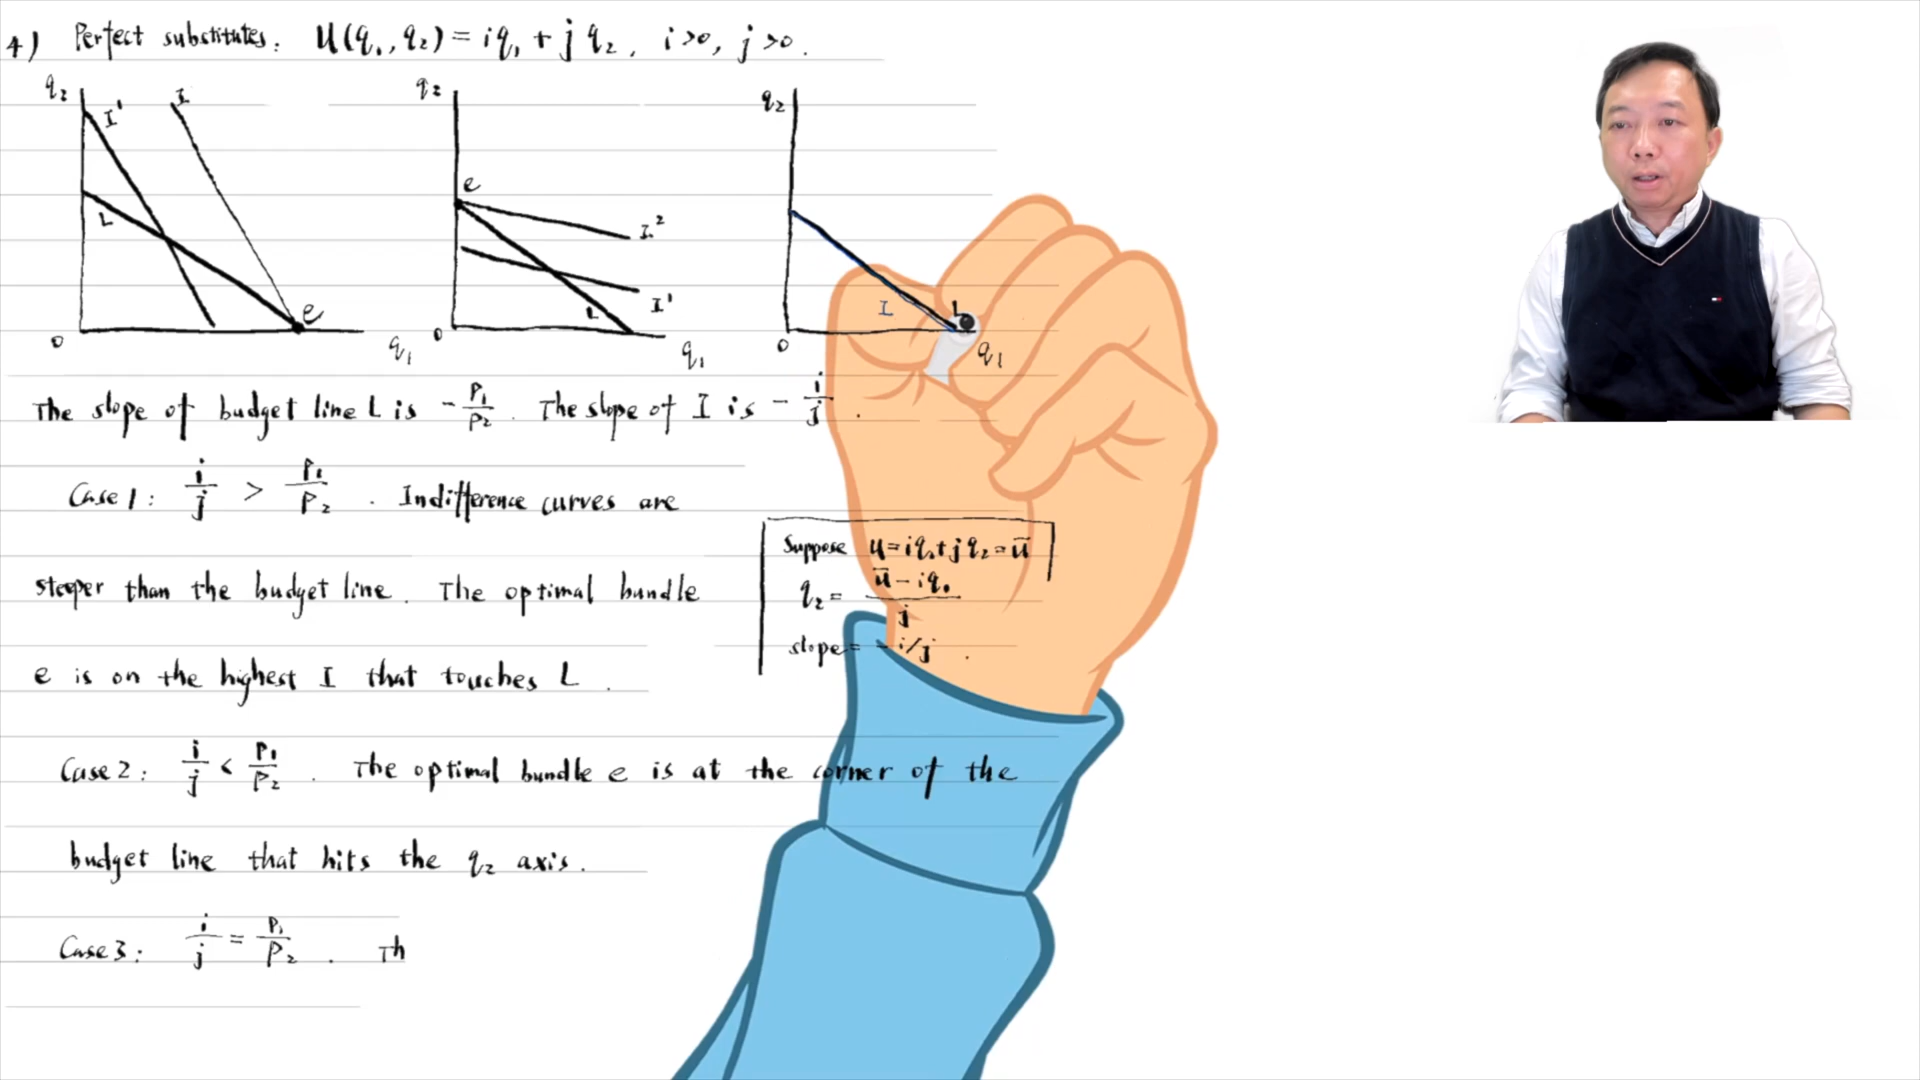 4) Perfect substitutes: U(q₁, q₂) = iq₁ + jq₂, i>0, j>0.
q₂ I' I L e 0 q₁
q₂ e I² I' L 0 q₁
q₂ I L 0 q₁
The slope of budget line L is - P₁/P₂. The slope of I is - i/j.
Case 1: i/j > P₁/P₂. Indifference curves are
steeper than the budget line. The optimal bundle
e is on the highest I that touches L.
Suppose u = iq₁ + jq₂ = ū
q₂ = (ū - iq₁)/j
slope = - i/j.
Case 2: i/j < P₁/P₂. The optimal bundle e is at the corner of the
budget line that hits the q₂ axis.
Case 3: i/j = P₁/P₂. Th